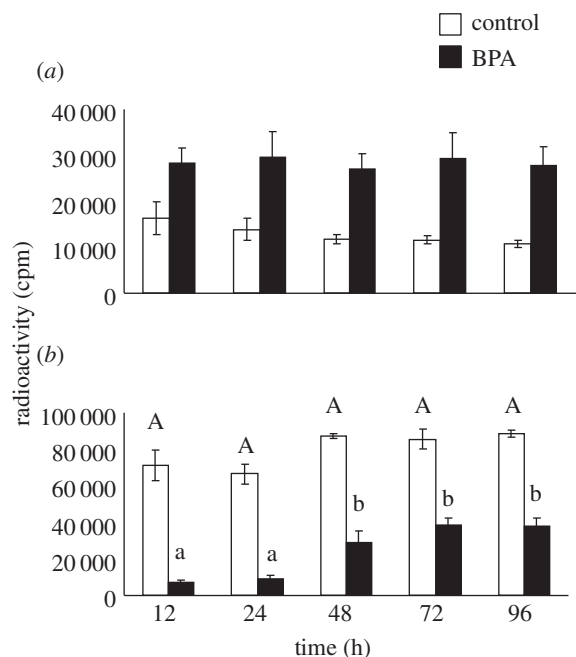 control
BPA
(a)
40 000
30 000
20 000
10 000
0
radioactivity (cpm)
(b)
100 000
80 000
60 000
40 000
20 000
0
A
A
A
A
A
a
a
b
b
b
12 24 48 72 96
time (h)